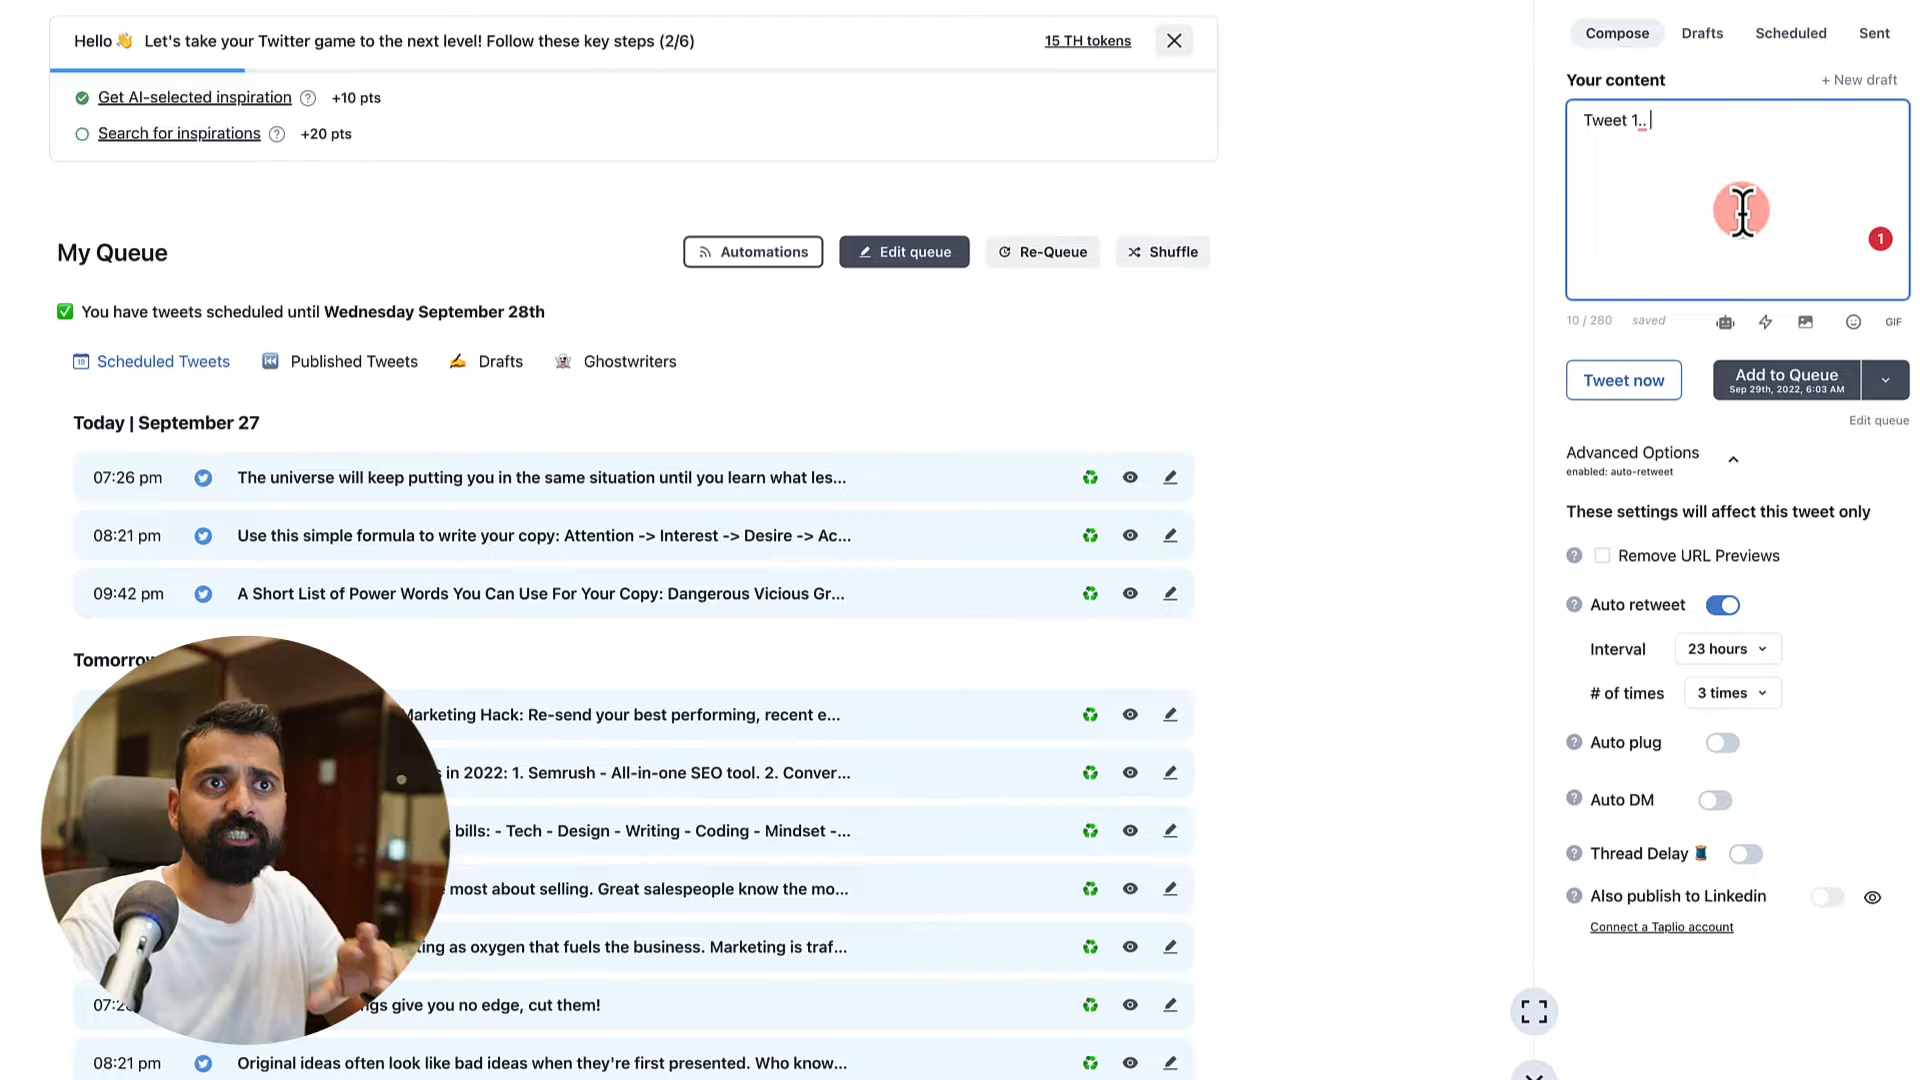 Hello 👋 Let's take your Twitter game to the next level! Follow these key steps (2/6)
15 TH tokens
Get AI-selected inspiration ? +10 pts
Search for inspirations ? +20 pts
My Queue
Automations
Edit queue
Re-Queue
Shuffle
✅ You have tweets scheduled until Wednesday September 28th
Scheduled Tweets
Published Tweets
Drafts
Ghostwriters
Today | September 27
07:26 pm The universe will keep putting you in the same situation until you learn what les...
08:21 pm Use this simple formula to write your copy: Attention -> Interest -> Desire -> Ac...
09:42 pm A Short List of Power Words You Can Use For Your Copy: Dangerous Vicious Gr...
Marketing Hack: Re-send your best performing, recent e...
in 2022: 1. Semrush - All-in-one SEO tool. 2. Conver...
bills: - Tech - Design - Writing - Coding - Mindset -...
most about selling. Great salespeople know the mo...
as oxygen that fuels the business. Marketing is traf...
give you no edge, cut them!
08:21 pm Original ideas often look like bad ideas when they're first presented. Who know...
Compose
Drafts
Scheduled
Sent
Your content
+ New draft
Tweet 1..
1
10 / 280 saved
GIF
Tweet now
Add to Queue
Sep 29th, 2022, 6:03 AM
Edit queue
Advanced Options
enabled: auto-retweet
These settings will affect this tweet only
? Remove URL Previews
? Auto retweet
Interval 23 hours
# of times 3 times
? Auto plug
? Auto DM
? Thread Delay 🧵
? Also publish to Linkedin
Connect a Taplio account